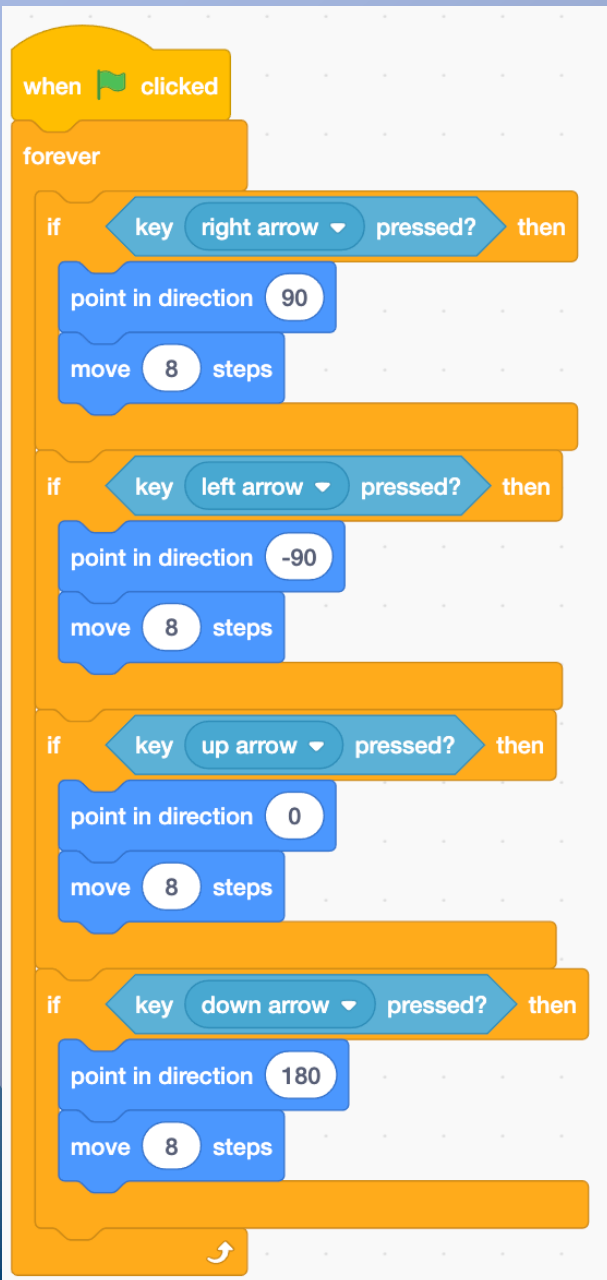 when clicked
forever
if key right arrow pressed? then
point in direction 90
move 8 steps
if key left arrow pressed? then
point in direction -90
move 8 steps
if key up arrow pressed? then
point in direction 0
move 8 steps
if key down arrow pressed? then
point in direction 180
move 8 steps